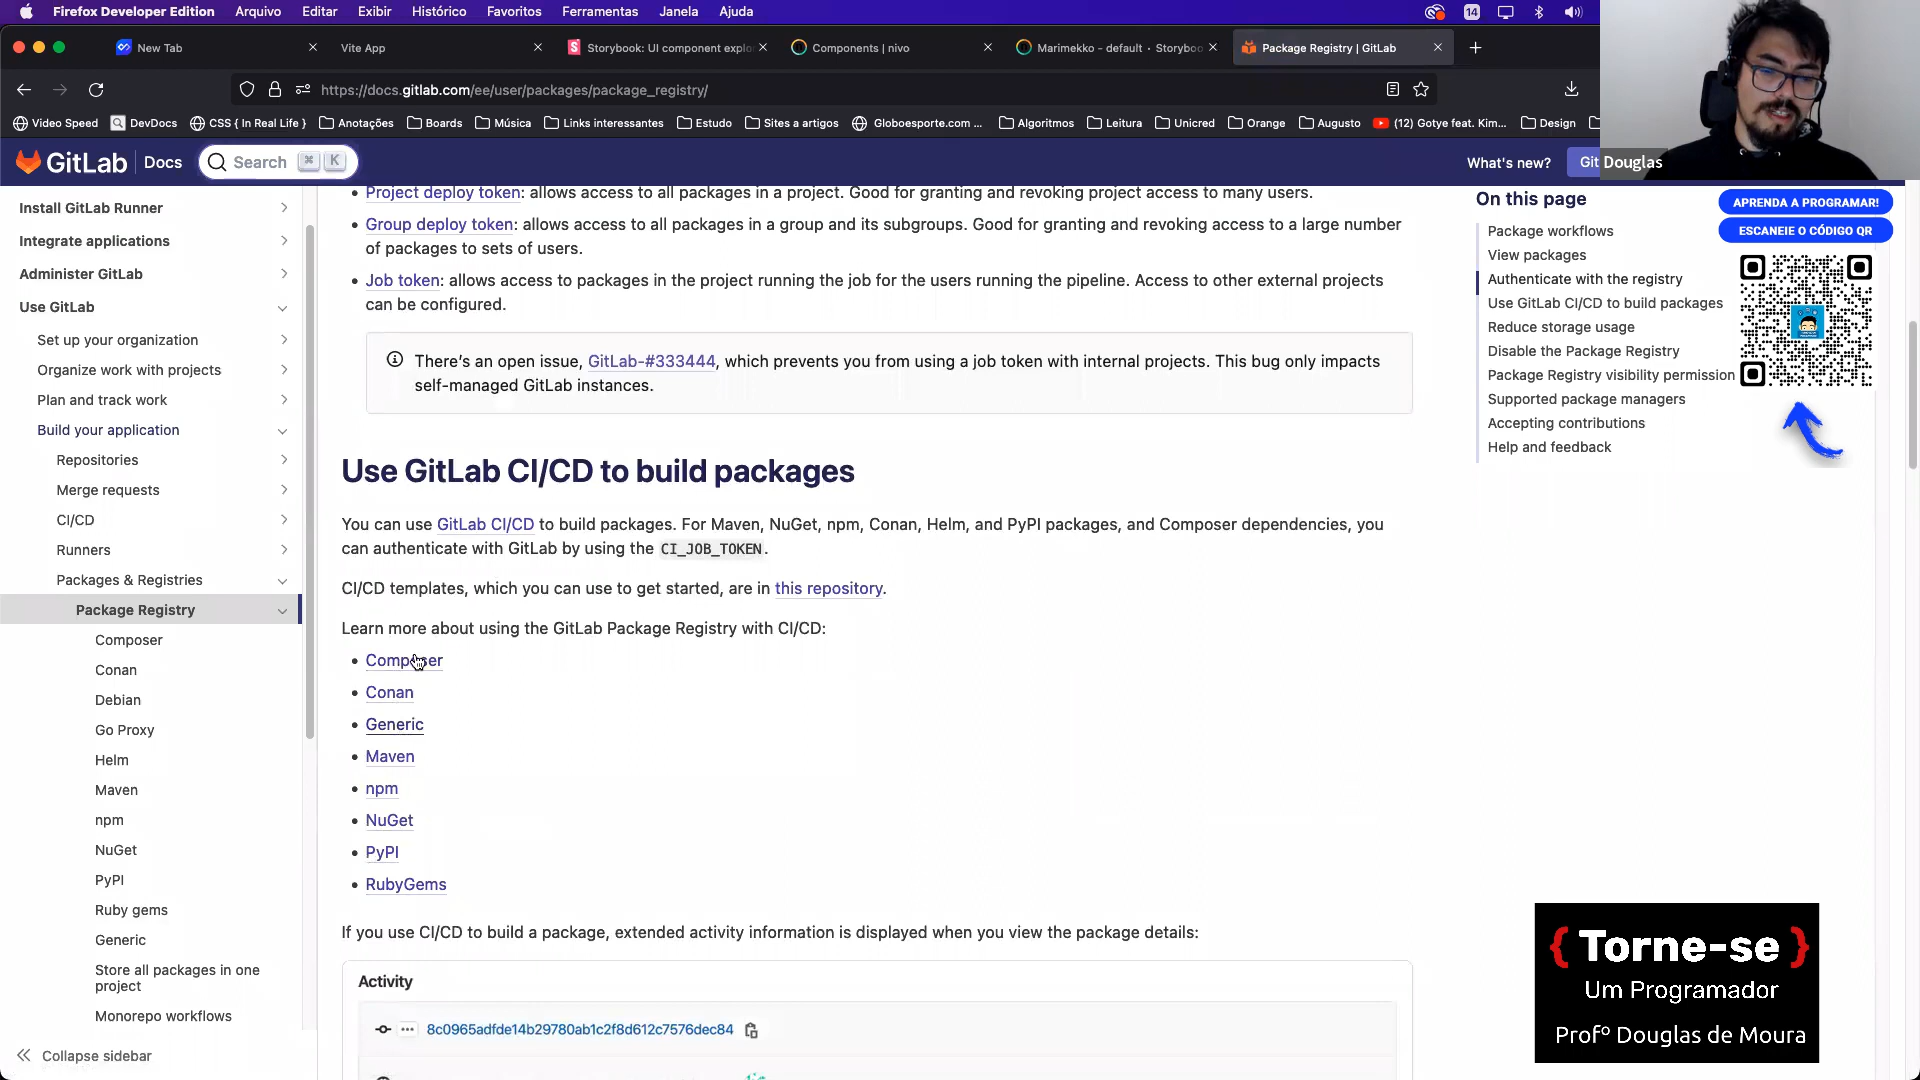 Firefox Developer Edition Arquivo Editar Exibir Histórico Favoritos Ferramentas Janela Ajuda 14
New Tab Vite App Storybook: UI component explo Components | nivo Marimekko - default · Storyboo Package Registry | GitLab
https://docs.gitlab.com/ee/user/packages/package_registry/
Video Speed DevDocs CSS { In Real Life } Anotações Boards Música Links interessantes Estudo Sites a artigos Globoesporte.com ... Algoritmos Leitura Unicred Orange Augusto (12) Gotye feat. Kim... Design
GitLab Docs Search ⌘ K What's new? Git
Douglas
Install GitLab Runner
Integrate applications
Administer GitLab
Use GitLab
Set up your organization
Organize work with projects
Plan and track work
Build your application
Repositories
Merge requests
CI/CD
Runners
Packages & Registries
Package Registry
Composer
Conan
Debian
Go Proxy
Helm
Maven
npm
NuGet
PyPI
Ruby gems
Generic
Store all packages in one
project
Monorepo workflows
Collapse sidebar
• Project deploy token: allows access to all packages in a project. Good for granting and revoking project access to many users.
• Group deploy token: allows access to all packages in a group and its subgroups. Good for granting and revoking access to a large number
of packages to sets of users.
• Job token: allows access to packages in the project running the job for the users running the pipeline. Access to other external projects
can be configured.
There's an open issue, GitLab-#333444, which prevents you from using a job token with internal projects. This bug only impacts
self-managed GitLab instances.
Use GitLab CI/CD to build packages
You can use GitLab CI/CD to build packages. For Maven, NuGet, npm, Conan, Helm, and PyPI packages, and Composer dependencies, you
can authenticate with GitLab by using the CI_JOB_TOKEN.
CI/CD templates, which you can use to get started, are in this repository.
Learn more about using the GitLab Package Registry with CI/CD:
• Composer
• Conan
• Generic
• Maven
• npm
• NuGet
• PyPI
• RubyGems
If you use CI/CD to build a package, extended activity information is displayed when you view the package details:
Activity
8c0965adfde14b29780ab1c2f8d612c7576dec84
On this page
Package workflows
View packages
Authenticate with the registry
Use GitLab CI/CD to build packages
Reduce storage usage
Disable the Package Registry
Package Registry visibility permission
Supported package managers
Accepting contributions
Help and feedback
APRENDA A PROGRAMAR!
ESCANEIE O CÓDIGO QR
{ Torne-se }
Um Programador
Profº Douglas de Moura